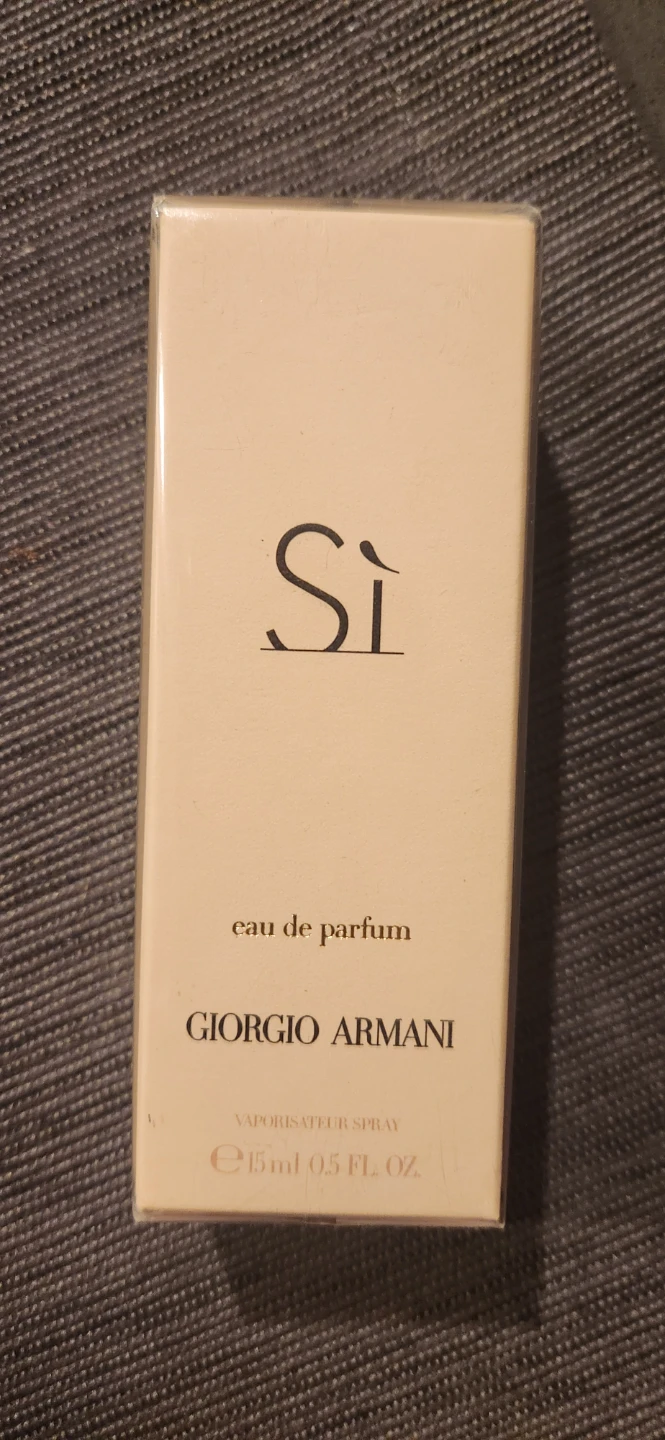 Sì
eau de parfum
GIORGIO ARMANI
VAPORISATEUR SPRAY
℮15 ml 0.5 FL. OZ.